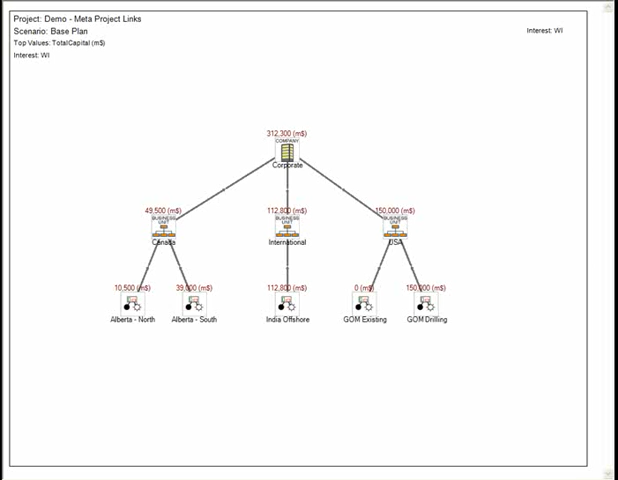 Project: Demo - Meta Project Links
Scenario: Base Plan
Interest: WI
Top Values: TotalCapital (m$)
Interest: WI
312,300 (m$)
COMPANY
Corporate
49,500 (m$) 112,800 (m$) 150,000 (m$)
BUSINESS UNIT BUSINESS UNIT BUSINESS UNIT
Canada International USA
10,500 (m$) 39,000 (m$) 112,800 (m$) 0 (m$) 150,000 (m$)
Alberta - North Alberta - South India Offshore GOM Existing GOM Drilling